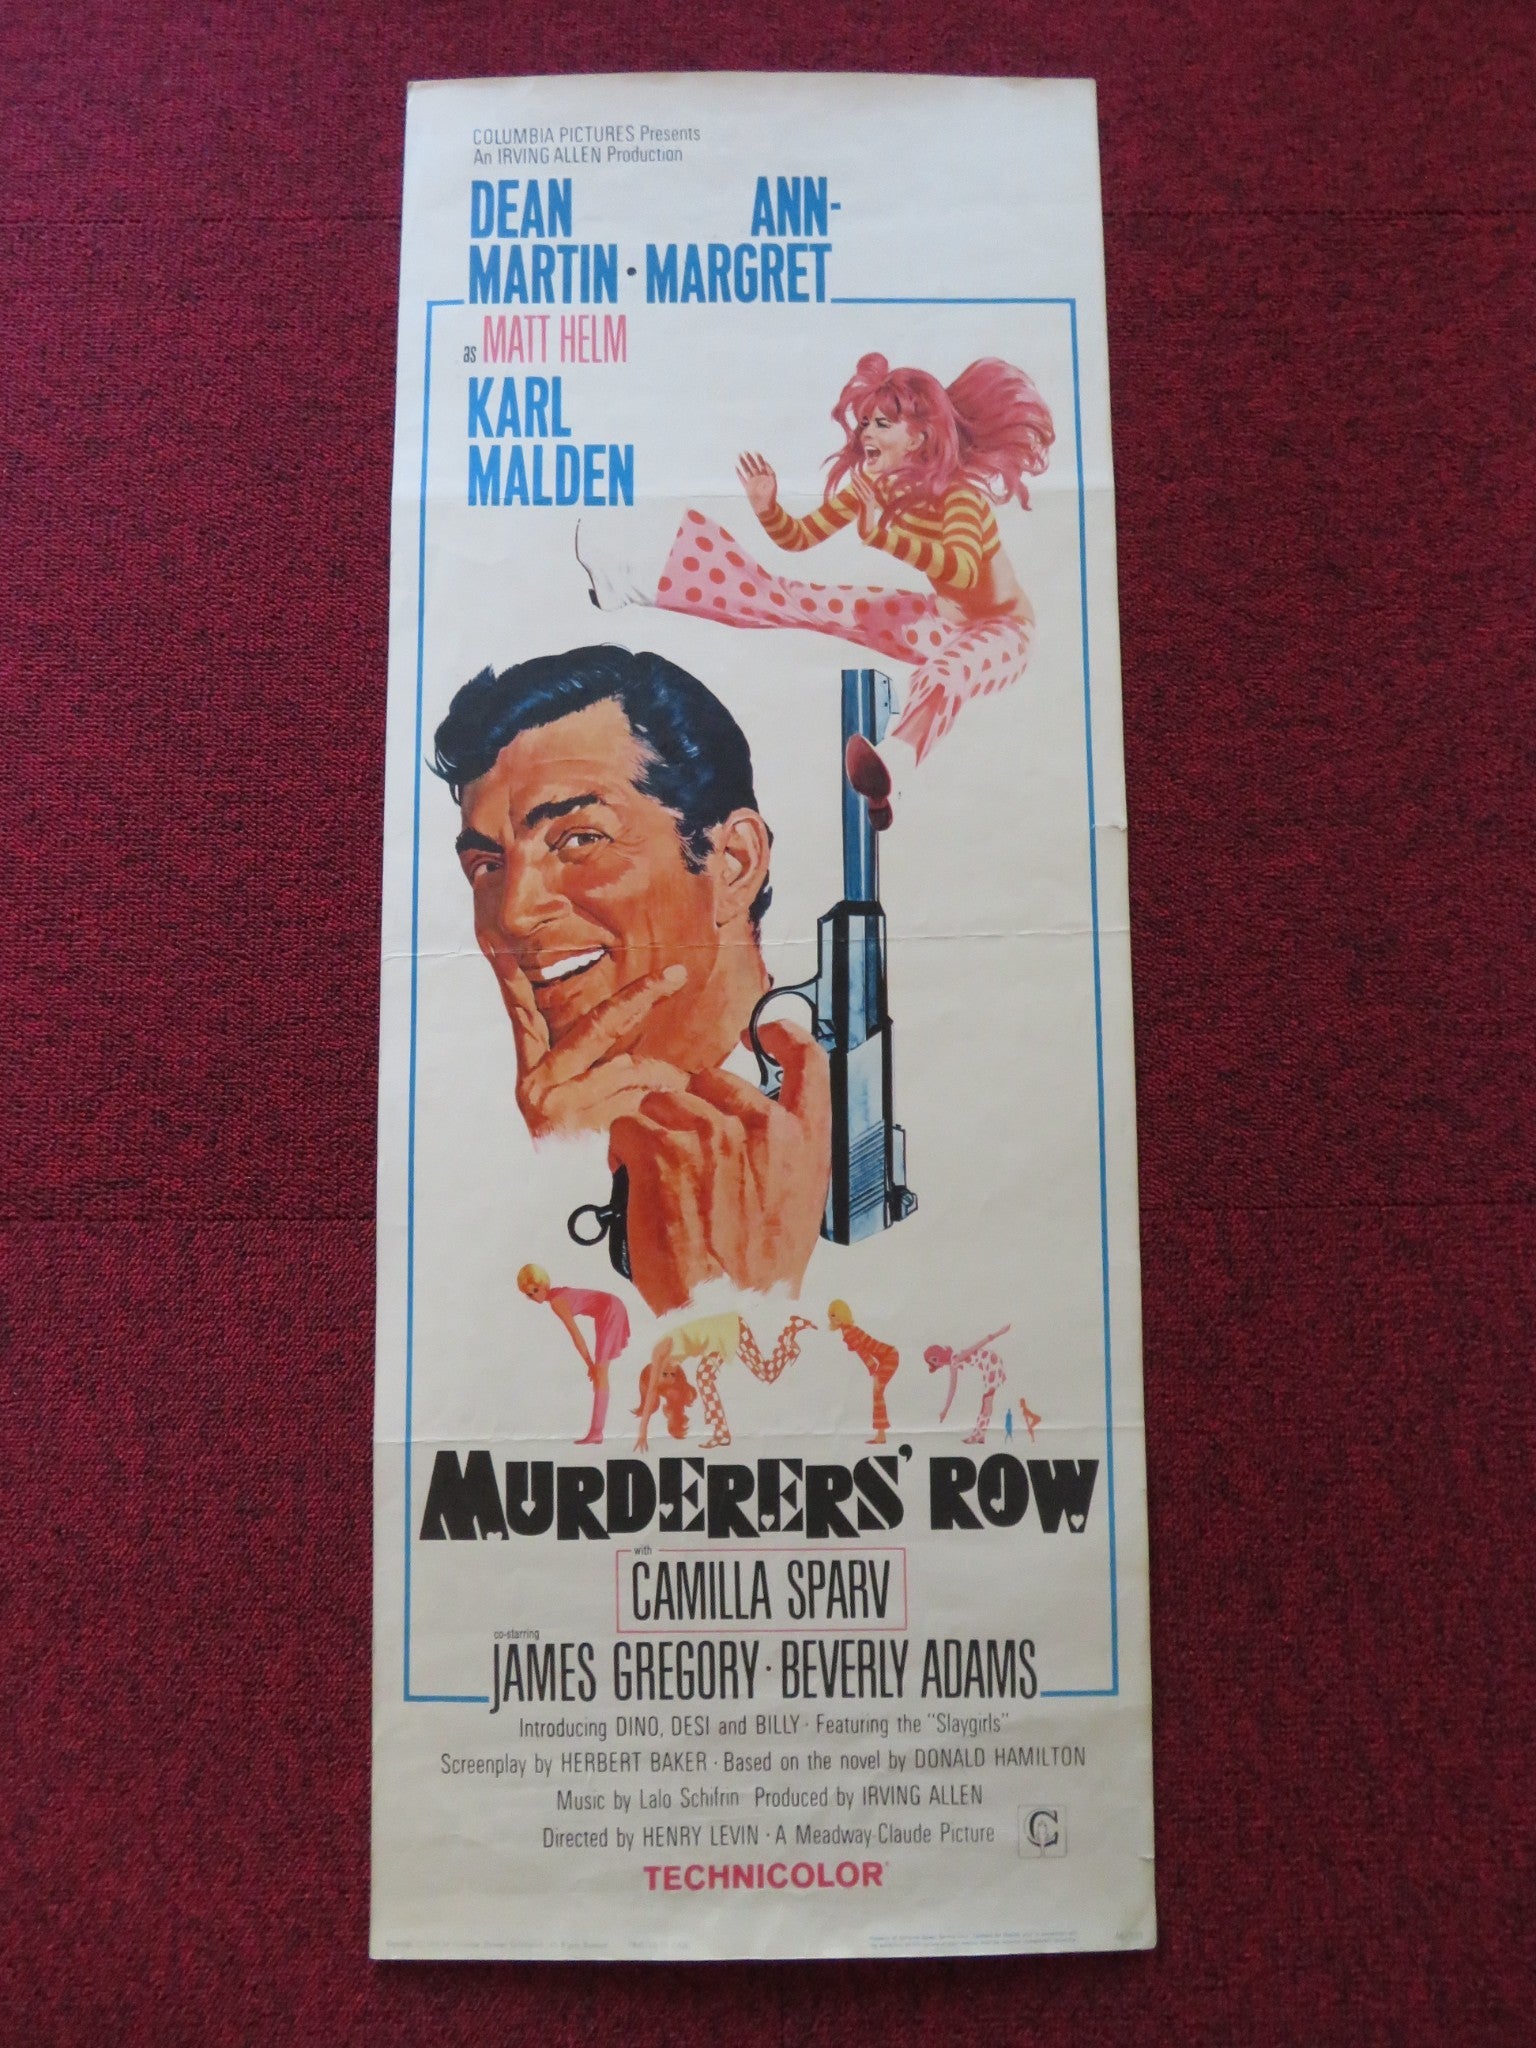 COLUMBIA PICTURES Presents
An IRVING ALLEN Production
DEAN ANN-
MARTIN · MARGRET
as MATT HELM
KARL
MALDEN
MURDERERS' ROW
with
CAMILLA SPARV
co-starring
JAMES GREGORY · BEVERLY ADAMS
Introducing DINO, DESI and BILLY · Featuring the "Slaygirls"
Screenplay by HERBERT BAKER · Based on the novel by DONALD HAMILTON
Music by Lalo Schifrin Produced by IRVING ALLEN
Directed by HENRY LEVIN · A Meadway-Claude Picture
C
TECHNICOLOR®